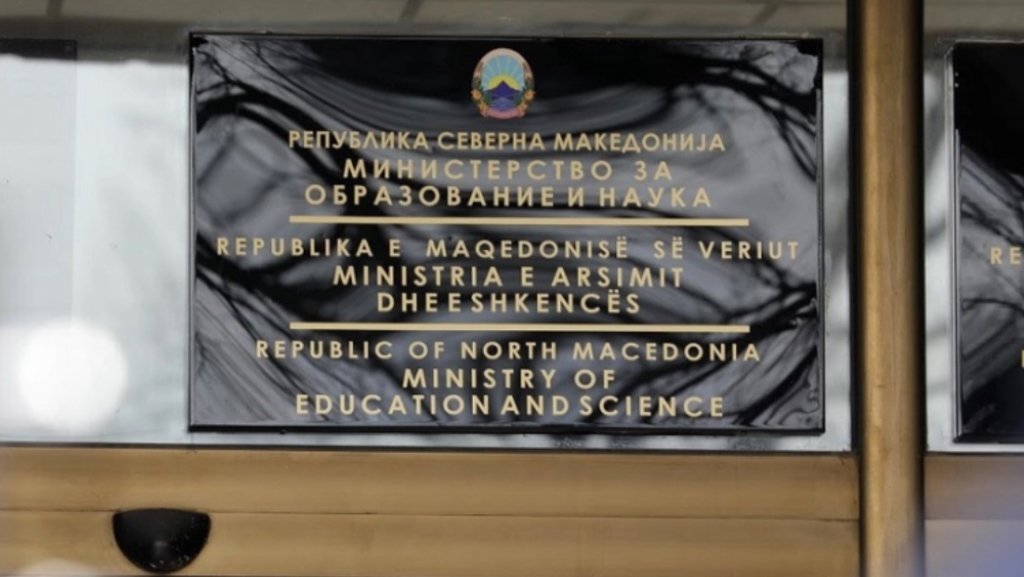 РЕПУБЛИКА СЕВЕРНА МАКЕДОНИЈА
МИНИСТЕРСТВО ЗА
ОБРАЗОВАНИЕ И НАУКА
REPUBLIKA E MAQEDONISË SË VERIUT
MINISTRIA E ARSIMIT
DHE E SHKENCËS
REPUBLIC OF NORTH MACEDONIA
MINISTRY OF
EDUCATION AND SCIENCE